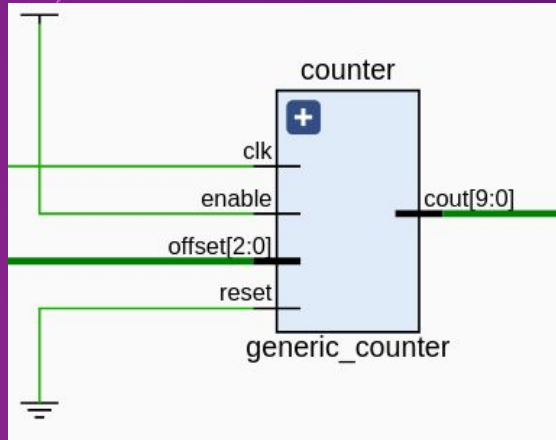 counter
clk
enable
cout[9:0]
offset[2:0]
reset
generic_counter